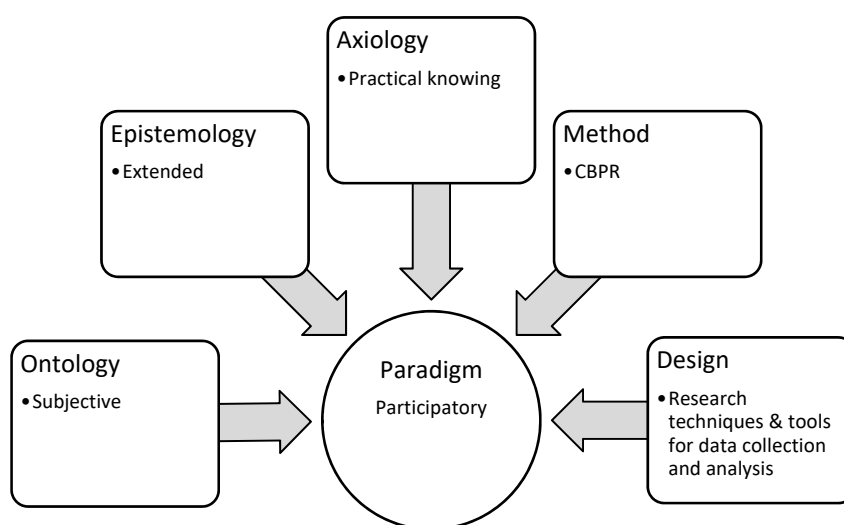 Axiology
•Practical knowing
Epistemology
•Extended
Method
•CBPR
Ontology
•Subjective
Paradigm
Participatory
Design
•Research
techniques & tools
for data collection
and analysis